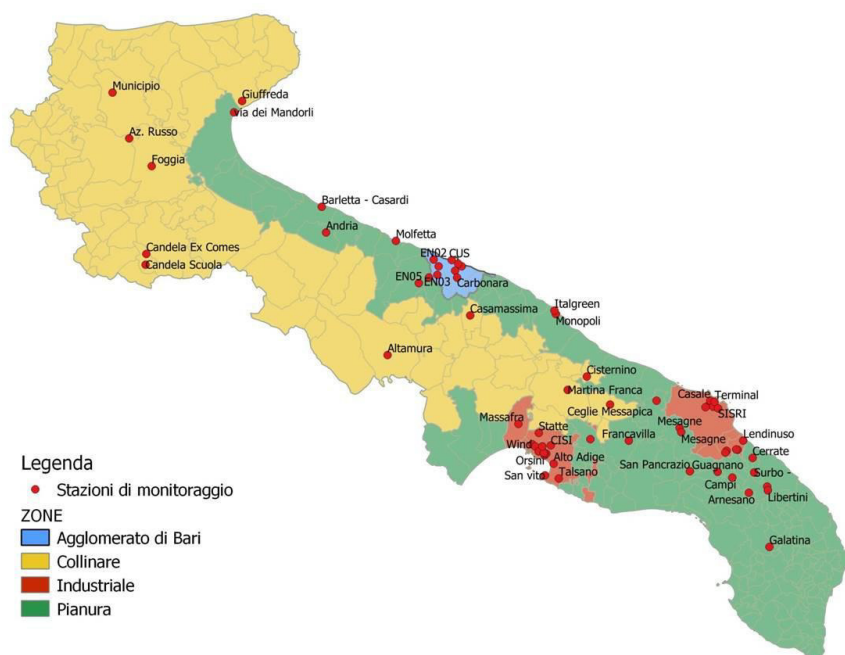 Municipio
Giuffreda
via dei Mandorli
Az. Russo
Foggia
Barletta - Casardi
Andria
Molfetta
Candela Ex Comes
Candela Scuola
EN02
CUS
EN05
EN03
Carbonara
Casamassima
Italgreen
Monopoli
Altamura
Cisternino
Martina Franca
Ceglie Messapica
Casale
Terminal
SISRI
Massafra
Statte
Mesagne
Mesagne
Lendinuso
Francavilla
Wind
CISI
Orsini
Alto Adige
San vito
Talsano
San Pancrazio
Guagnano
Cerrate
Surbo -
Campi
Arnesano
Libertini
Galatina
Legenda
Stazioni di monitoraggio
ZONE
Agglomerato di Bari
Collinare
Industriale
Pianura